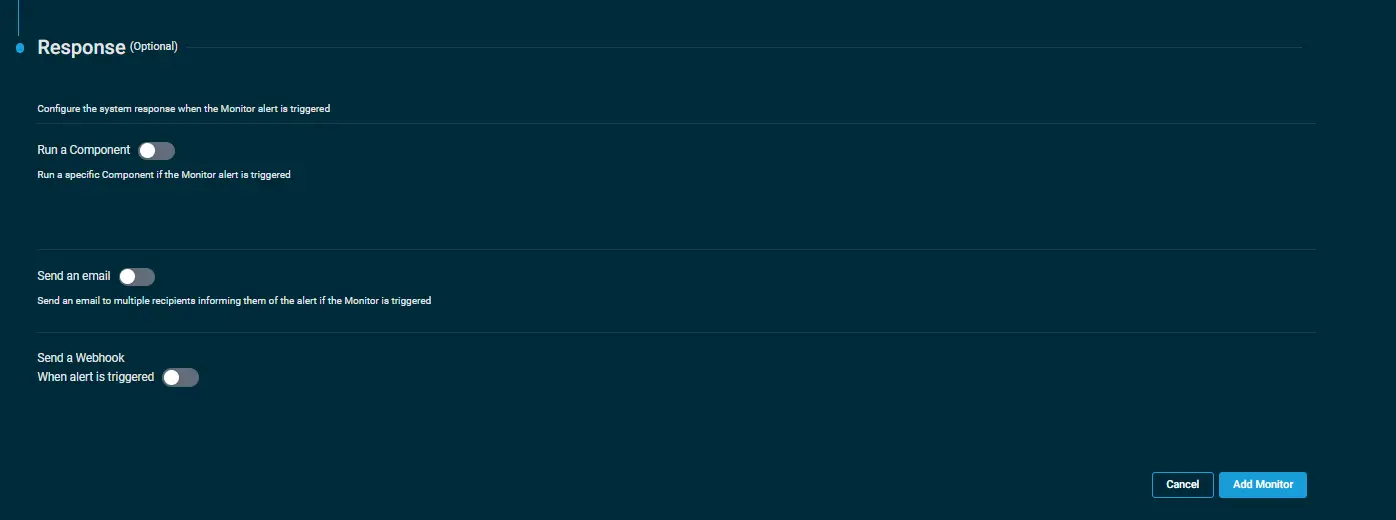 Response (Optional)
Configure the system response when the Monitor alert is triggered
Run a Component
Run a specific Component if the Monitor alert is triggered
Send an email
Send an email to multiple recipients informing them of the alert if the Monitor is triggered
Send a Webhook
When alert is triggered
Cancel Add Monitor